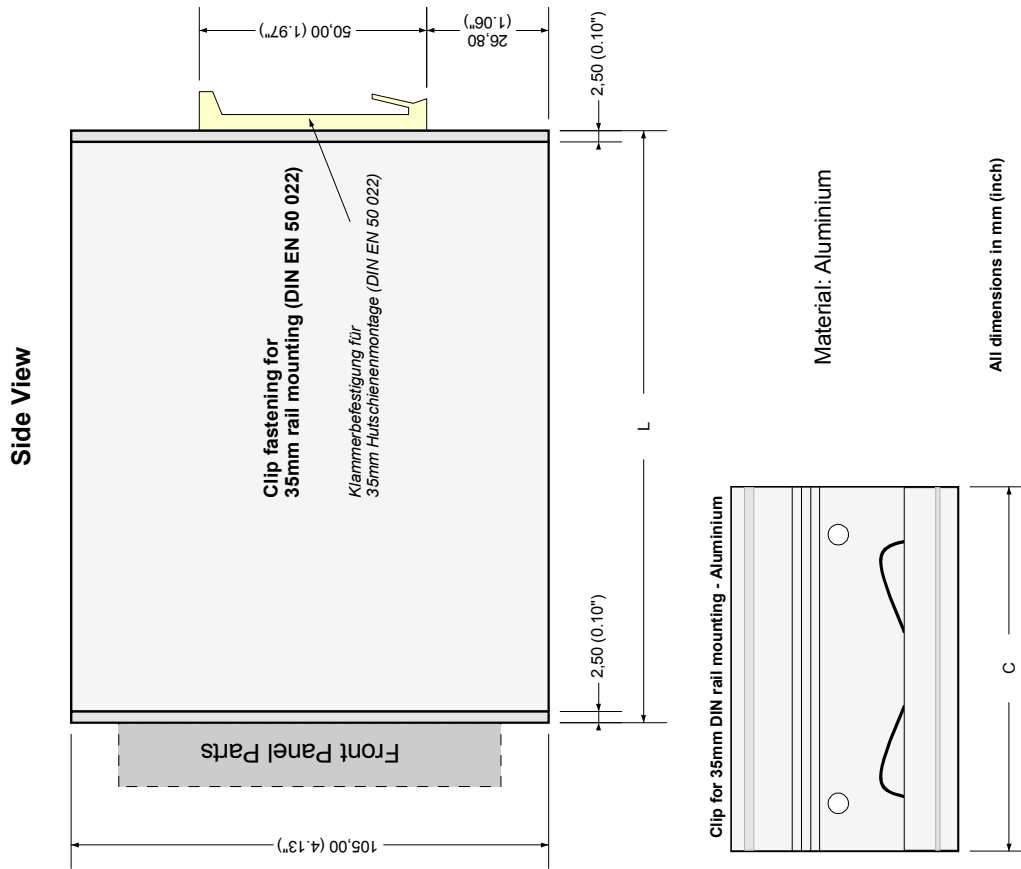 Side View
50,00 (1.97")
26,80
(1.06")
2,50 (0.10")
Clip fastening for
35mm rail mounting (DIN EN 50 022)
Klammerbefestigung für
35mm Hutschienenmontage (DIN EN 50 022)
L
2,50 (0.10")
Front Panel Parts
105,00 (4.13")
Material: Aluminium
All dimensions in mm (inch)
Clip for 35mm DIN rail mounting - Aluminium
C